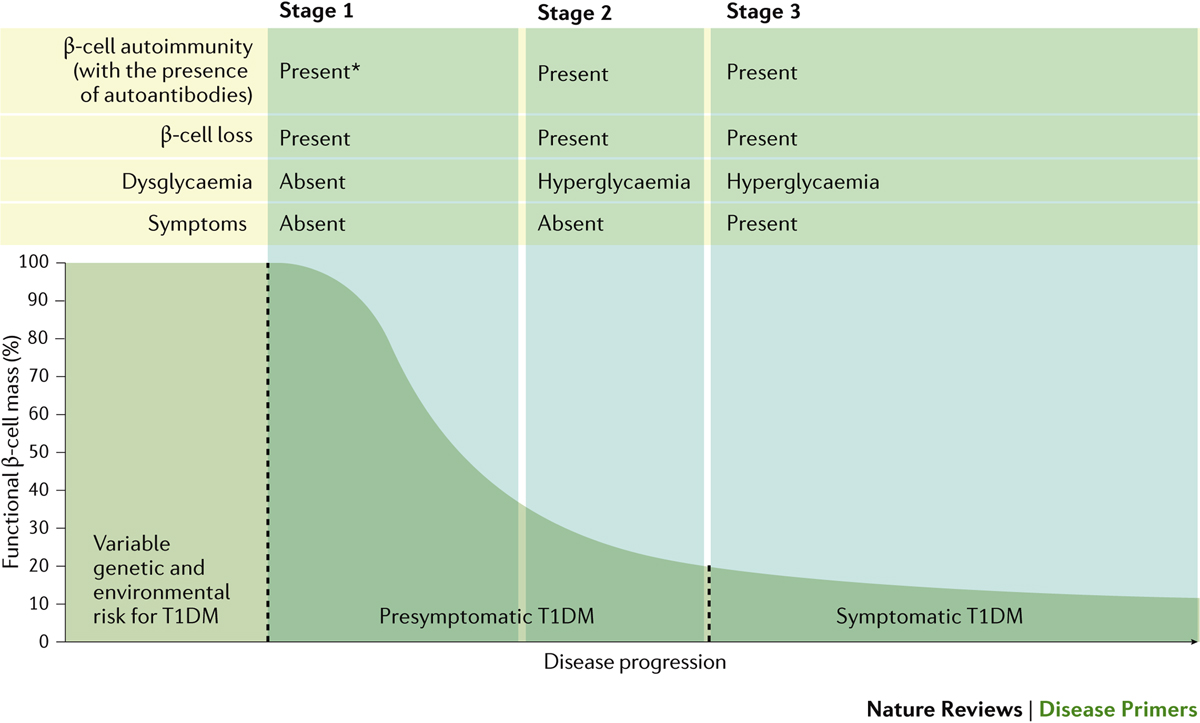 Stage 1 Stage 2 Stage 3
β-cell autoimmunity
(with the presence
of autoantibodies)
Present* Present Present
β-cell loss Present Present Present
Dysglycaemia Absent Hyperglycaemia Hyperglycaemia
Symptoms Absent Absent Present
Functional β-cell mass (%)
100
90
80
70
60
50
40
30
20
10
0
Variable
genetic and
environmental
risk for T1DM
Presymptomatic T1DM
Symptomatic T1DM
Disease progression
Nature Reviews | Disease Primers